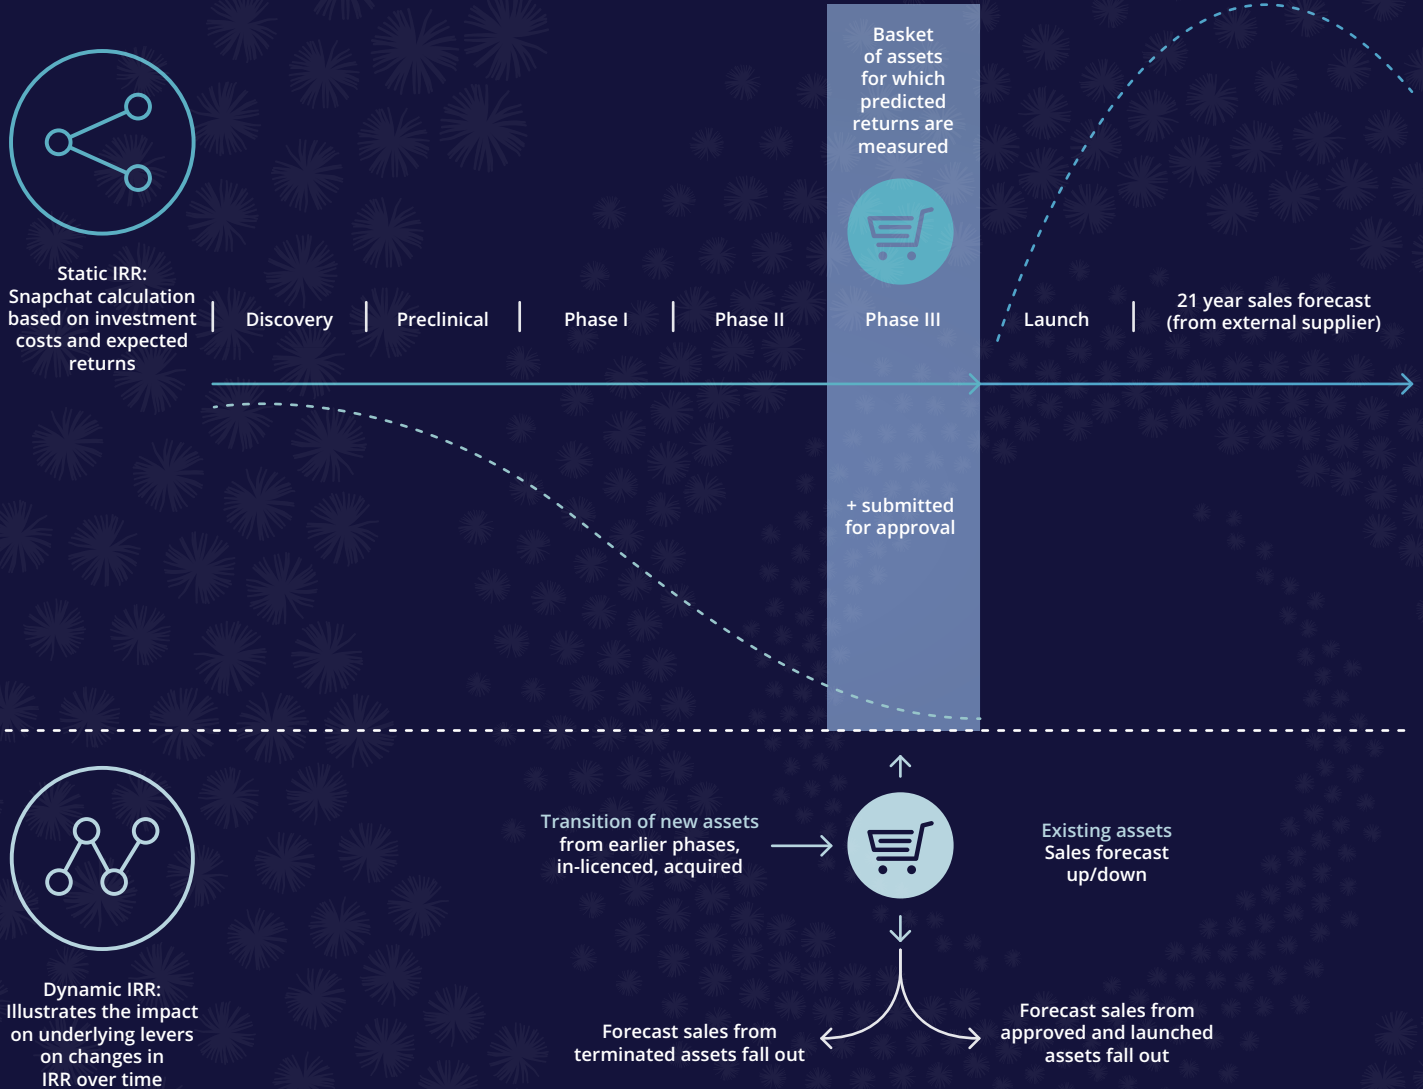 Basket
of assets
for which
predicted
returns are
measured
Static IRR:
Snapchat calculation
based on investment
costs and expected
returns
Discovery
Preclinical
Phase I
Phase II
Phase III
Launch
21 year sales forecast
(from external supplier)
+ submitted
for approval
Transition of new assets
from earlier phases,
in-licenced, acquired
Existing assets
Sales forecast
up/down
Dynamic IRR:
Illustrates the impact
on underlying levers
on changes in
IRR over time
Forecast sales from
terminated assets fall out
Forecast sales from
approved and launched
assets fall out